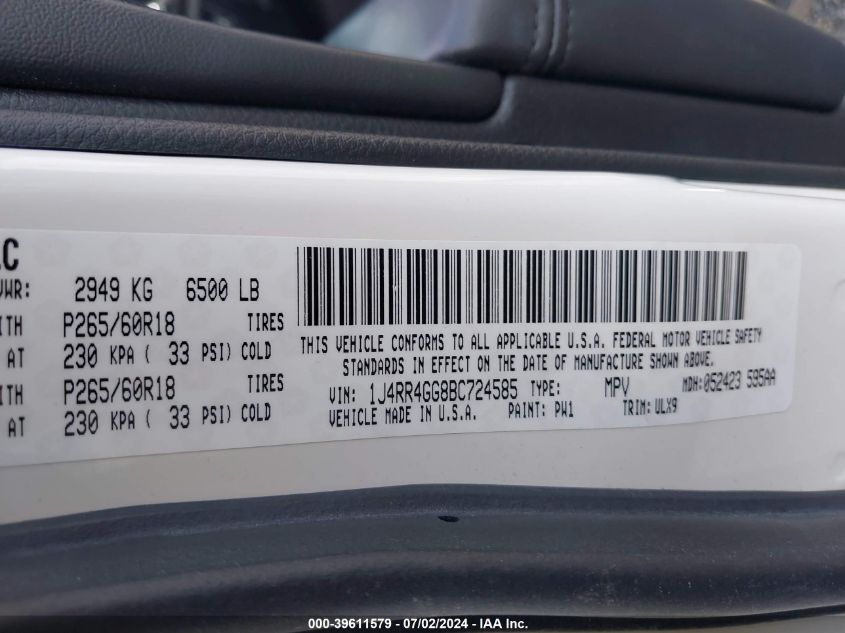 LC
VWR: 2949 KG 6500 LB
ITH P265/60R18 TIRES
AT 230 KPA ( 33 PSI) COLD
ITH P265/60R18 TIRES
AT 230 KPA ( 33 PSI) COLD
THIS VEHICLE CONFORMS TO ALL APPLICABLE U.S.A. FEDERAL MOTOR VEHICLE SAFETY
STANDARDS IN EFFECT ON THE DATE OF MANUFACTURE SHOWN ABOVE.
VIN: 1J4RR4GG8BC724585 TYPE: MPV MDH:052423 595AA
VEHICLE MADE IN U.S.A. PAINT: PW1 TRIM: ULX9
000-39611579 / 07/02/2024 - IAA Inc.